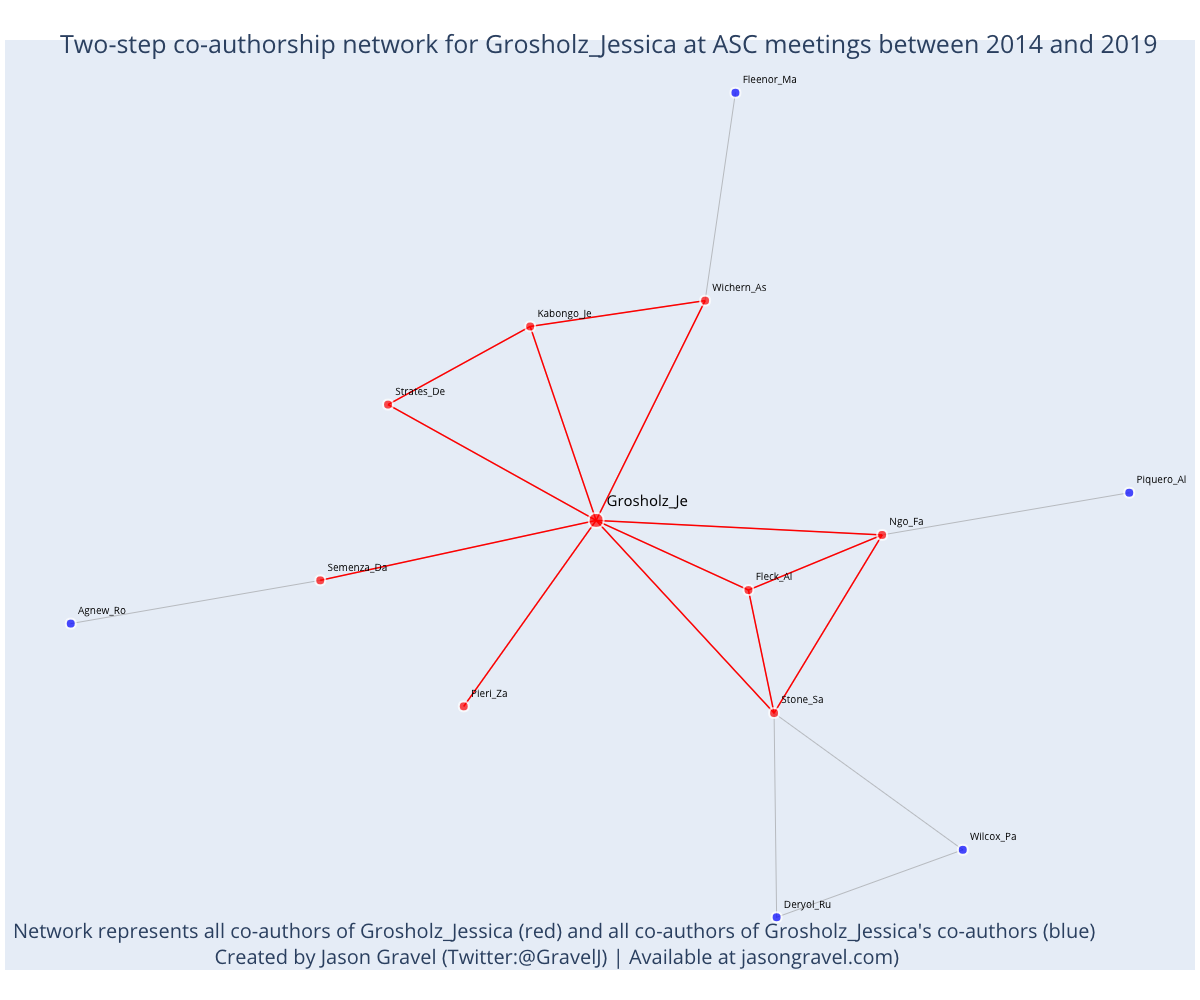 Two-step co-authorship network for Grosholz_Jessica at ASC meetings between 2014 and 2019
Fleenor_Ma
Wichern_As
Kabongo_Je
Strates_De
Piquero_Al
Grosholz_Je
Ngo_Fa
Semenza_Da
Fleck_Al
Agnew_Ro
Pieri_Za
Stone_Sa
Wilcox_Pa
Deryol_Ru
Network represents all co-authors of Grosholz_Jessica (red) and all co-authors of Grosholz_Jessica's co-authors (blue)
Created by Jason Gravel (Twitter:@GravelJ) | Available at jasongravel.com)